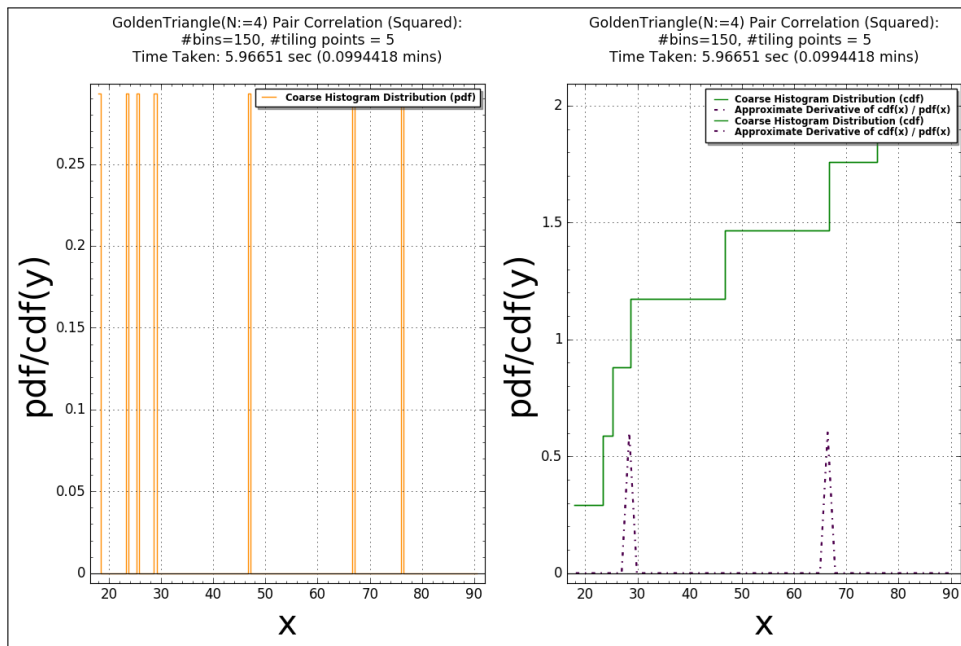 GoldenTriangle(N:=4) Pair Correlation (Squared):
#bins=150, #tiling points = 5
Time Taken: 5.96651 sec (0.0994418 mins)
Coarse Histogram Distribution (pdf)
0.25
0.2
0.15
0.1
0.05
0
20 30 40 50 60 70 80 90
pdf/cdf(y)
x
GoldenTriangle(N:=4) Pair Correlation (Squared):
#bins=150, #tiling points = 5
Time Taken: 5.96651 sec (0.0994418 mins)
Coarse Histogram Distribution (cdf)
Approximate Derivative of cdf(x) / pdf(x)
Coarse Histogram Distribution (cdf)
Approximate Derivative of cdf(x) / pdf(x)
2
1.5
1
0.5
0
20 30 40 50 60 70 80 90
pdf/cdf(y)
x